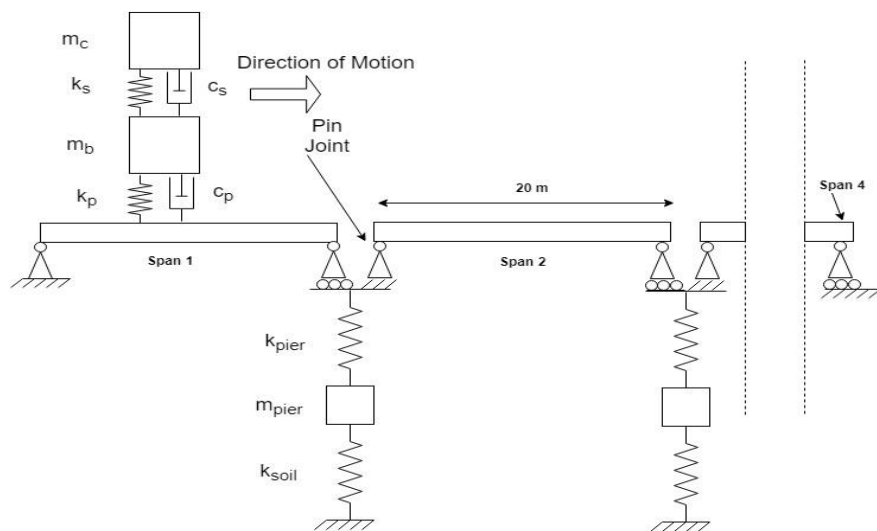 m_c
k_s
c_s
Direction of Motion
Pin
Joint
m_b
k_p
c_p
20 m
Span 4
Span 1
Span 2
k_pier
m_pier
k_soil